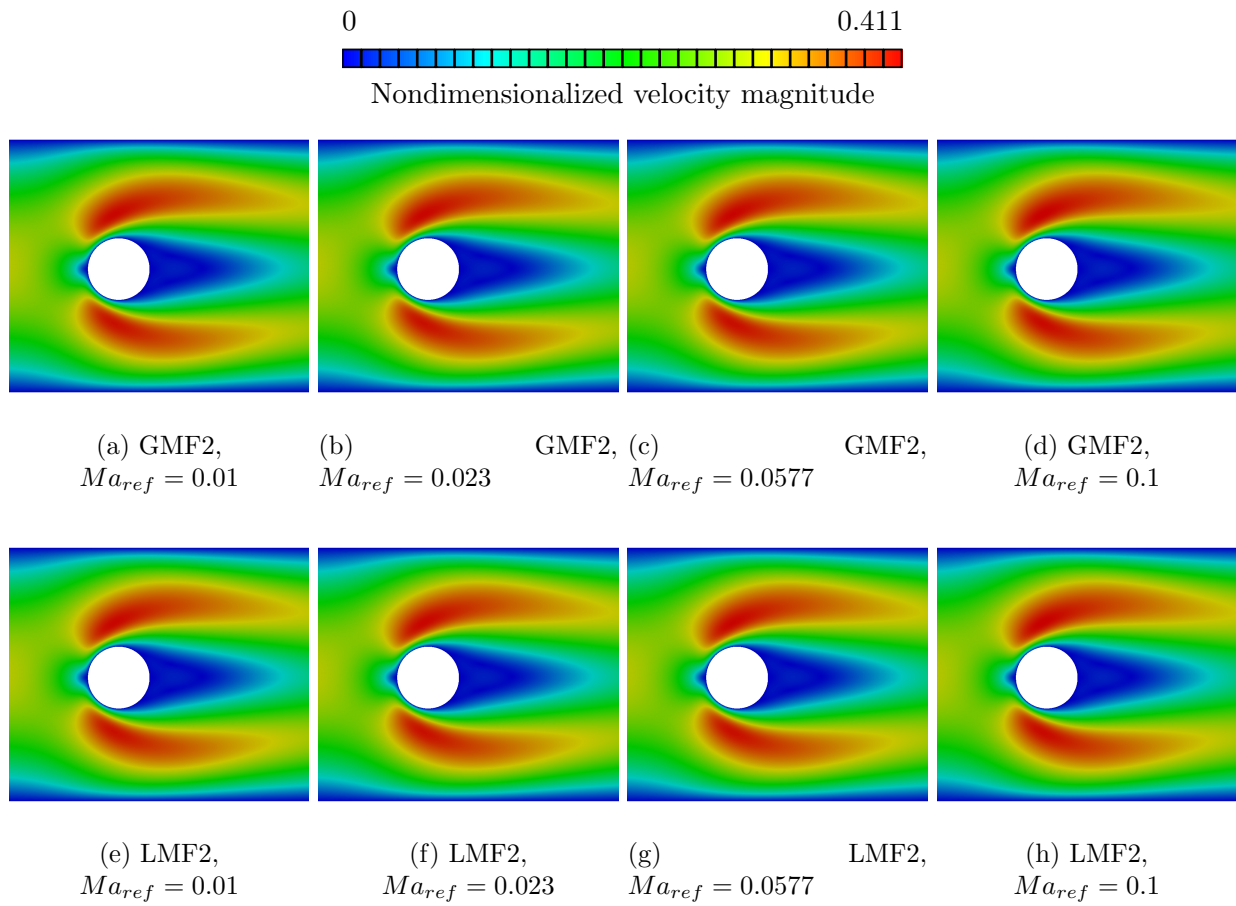 0 0.411
Nondimensionalized velocity magnitude
(a) GMF2, (b) GMF2, (c) GMF2, (d) GMF2,
Ma_ref = 0.01 Ma_ref = 0.023 Ma_ref = 0.0577 Ma_ref = 0.1
(e) LMF2, (f) LMF2, (g) LMF2, (h) LMF2,
Ma_ref = 0.01 Ma_ref = 0.023 Ma_ref = 0.0577 Ma_ref = 0.1